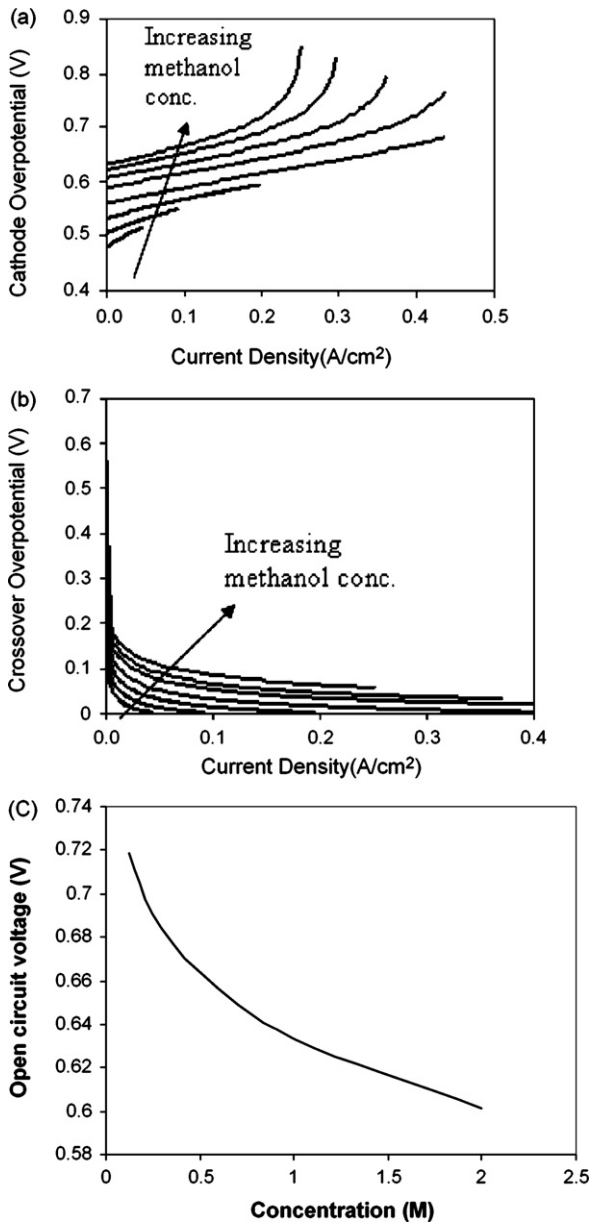 (a)
Cathode Overpotential (V)
0.9
0.8
0.7
0.6
0.5
0.4
Increasing
methanol
conc.
0.0 0.1 0.2 0.3 0.4 0.5
Current Density(A/cm²)
(b)
Crossover Overpotential (V)
0.7
0.6
0.5
0.4
0.3
0.2
0.1
0
Increasing
methanol conc.
0.0 0.1 0.2 0.3 0.4
Current Density(A/cm²)
(C)
Open circuit voltage (V)
0.74
0.72
0.7
0.68
0.66
0.64
0.62
0.6
0.58
0 0.5 1 1.5 2 2.5
Concentration (M)